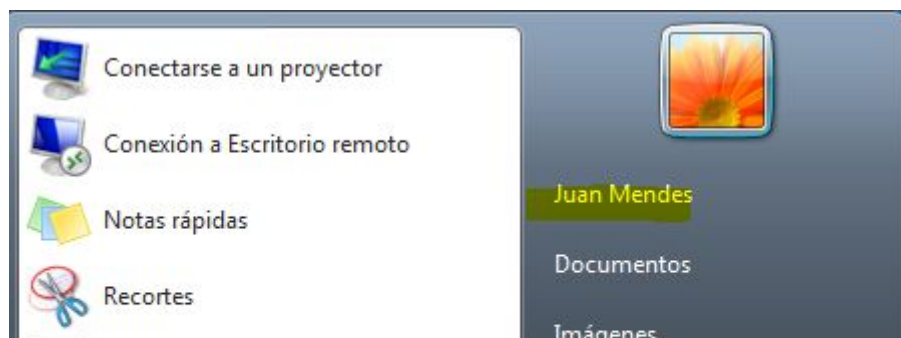 Conectarse a un proyector
Conexión a Escritorio remoto
Notas rápidas
Recortes
Juan Mendes
Documentos
Imágenes